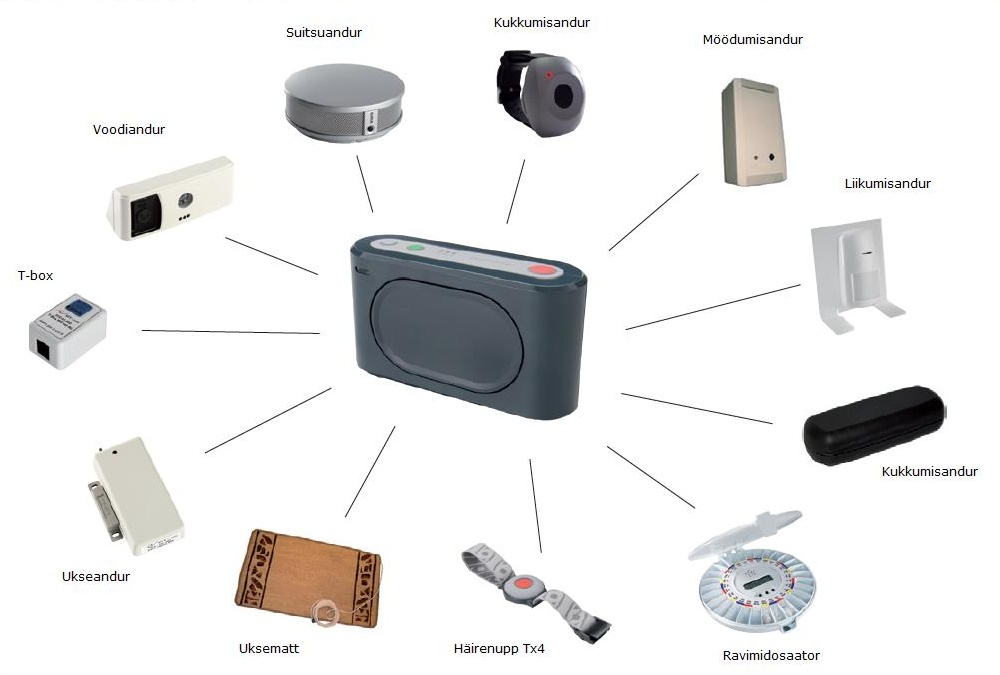 Suitsuandur
Kukkumisandur
Möödumisandur
Voodiandur
Liikumisandur
T-box
Kukkumisandur
Ukseandur
Uksematt
Häirenupp Tx4
Ravimidosaator